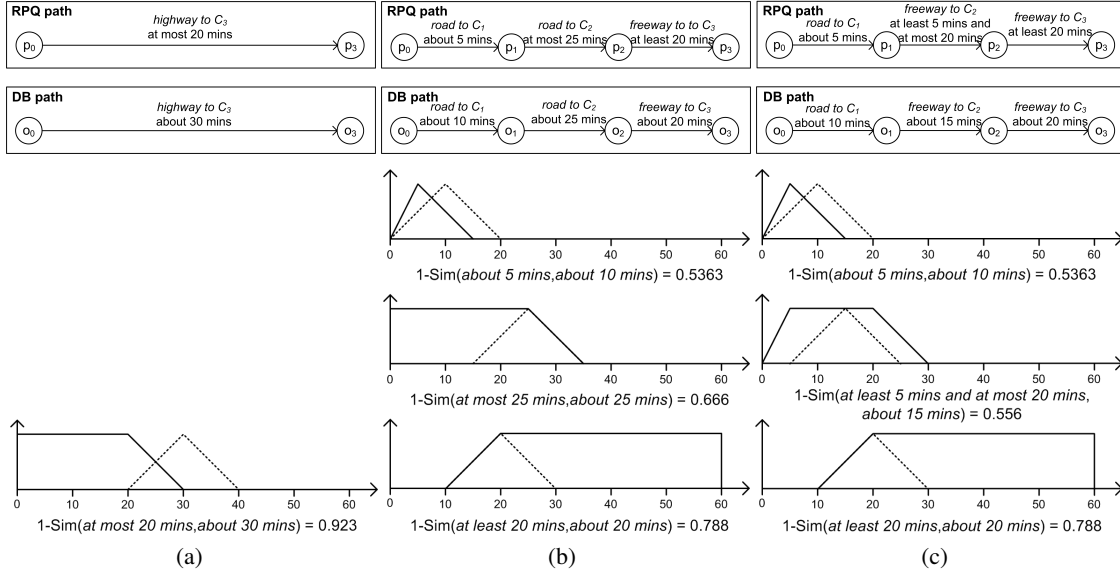 RPQ path
highway to C3
at most 20 mins
p0
p3
DB path
highway to C3
about 30 mins
o0
o3
0 10 20 30 40 50 60
1-Sim(at most 20 mins,about 30 mins) = 0.923
(a)
RPQ path
road to C1
about 5 mins
road to C2
at most 25 mins
freeway to C3
at least 20 mins
p0
p1
p2
p3
DB path
road to C1
about 10 mins
road to C2
about 25 mins
freeway to C3
about 20 mins
o0
o1
o2
o3
0 10 20 30 40 50 60
1-Sim(about 5 mins,about 10 mins) = 0.5363
0 10 20 30 40 50 60
1-Sim(at most 25 mins,about 25 mins) = 0.666
0 10 20 30 40 50 60
1-Sim(at least 20 mins,about 20 mins) = 0.788
(b)
RPQ path
road to C1
about 5 mins
freeway to C2
at least 5 mins and
at most 20 mins
freeway to C3
at least 20 mins
p0
p1
p2
p3
DB path
road to C1
about 10 mins
freeway to C2
about 15 mins
freeway to C3
about 20 mins
o0
o1
o2
o3
0 10 20 30 40 50 60
1-Sim(about 5 mins,about 10 mins) = 0.5363
0 10 20 30 40 50 60
1-Sim(at least 5 mins and at most 20 mins,
about 15 mins) = 0.556
0 10 20 30 40 50 60
1-Sim(at least 20 mins,about 20 mins) = 0.788
(c)